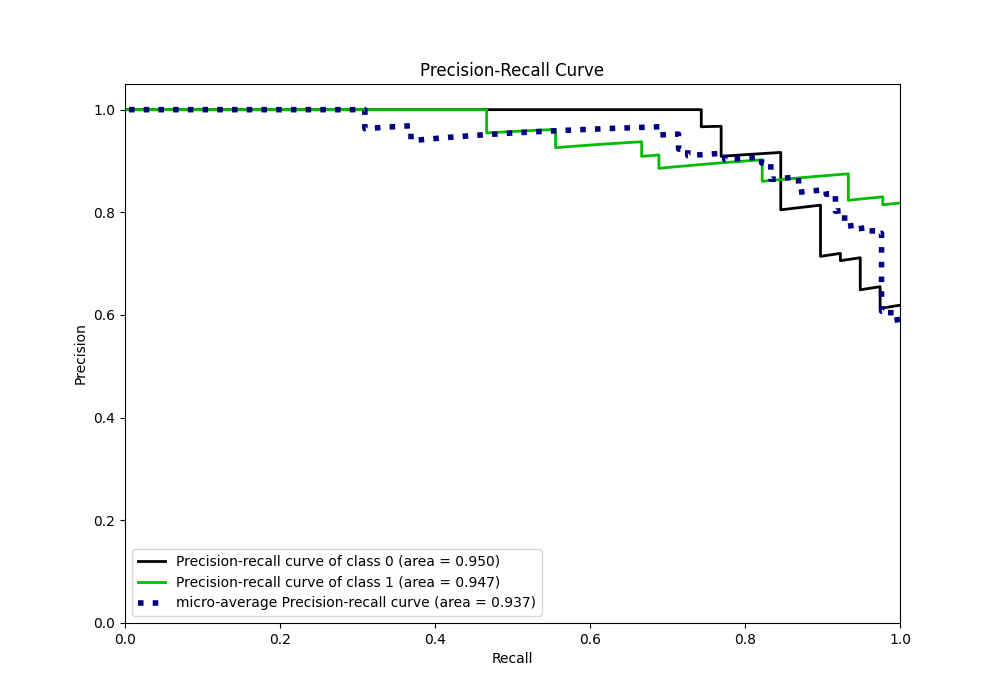 Precision-Recall Curve
1.0
0.8
0.6
0.4
0.2
0.0
Precision
Precision-recall curve of class 0 (area = 0.950)
Precision-recall curve of class 1 (area = 0.947)
micro-average Precision-recall curve (area = 0.937)
0.0 0.2 0.4 0.6 0.8 1.0
Recall